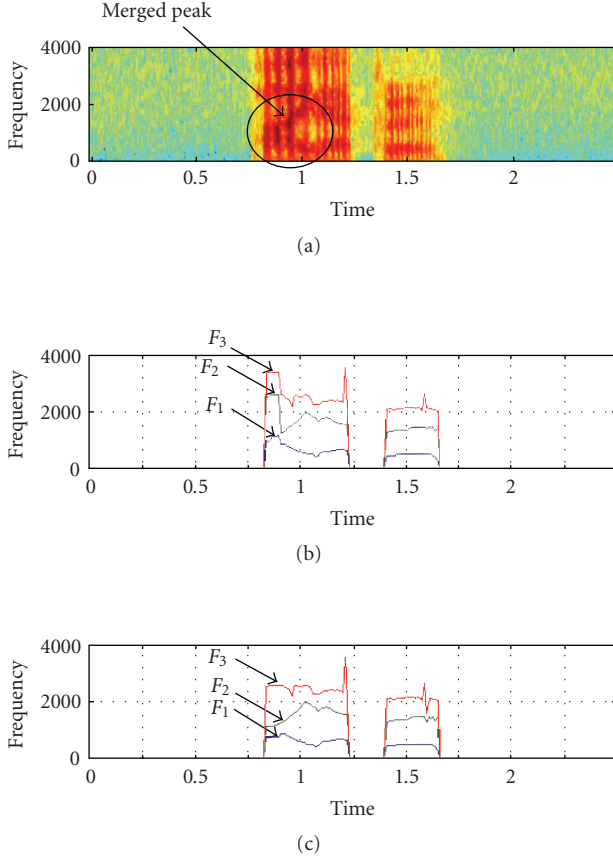 Merged peak
4000
2000
0
Frequency
0 0.5 1 1.5 2
Time
(a)
F3
F2
F1
4000
2000
0
Frequency
0 0.5 1 1.5 2
Time
(b)
F3
F2
F1
4000
2000
0
Frequency
0 0.5 1 1.5 2
Time
(c)